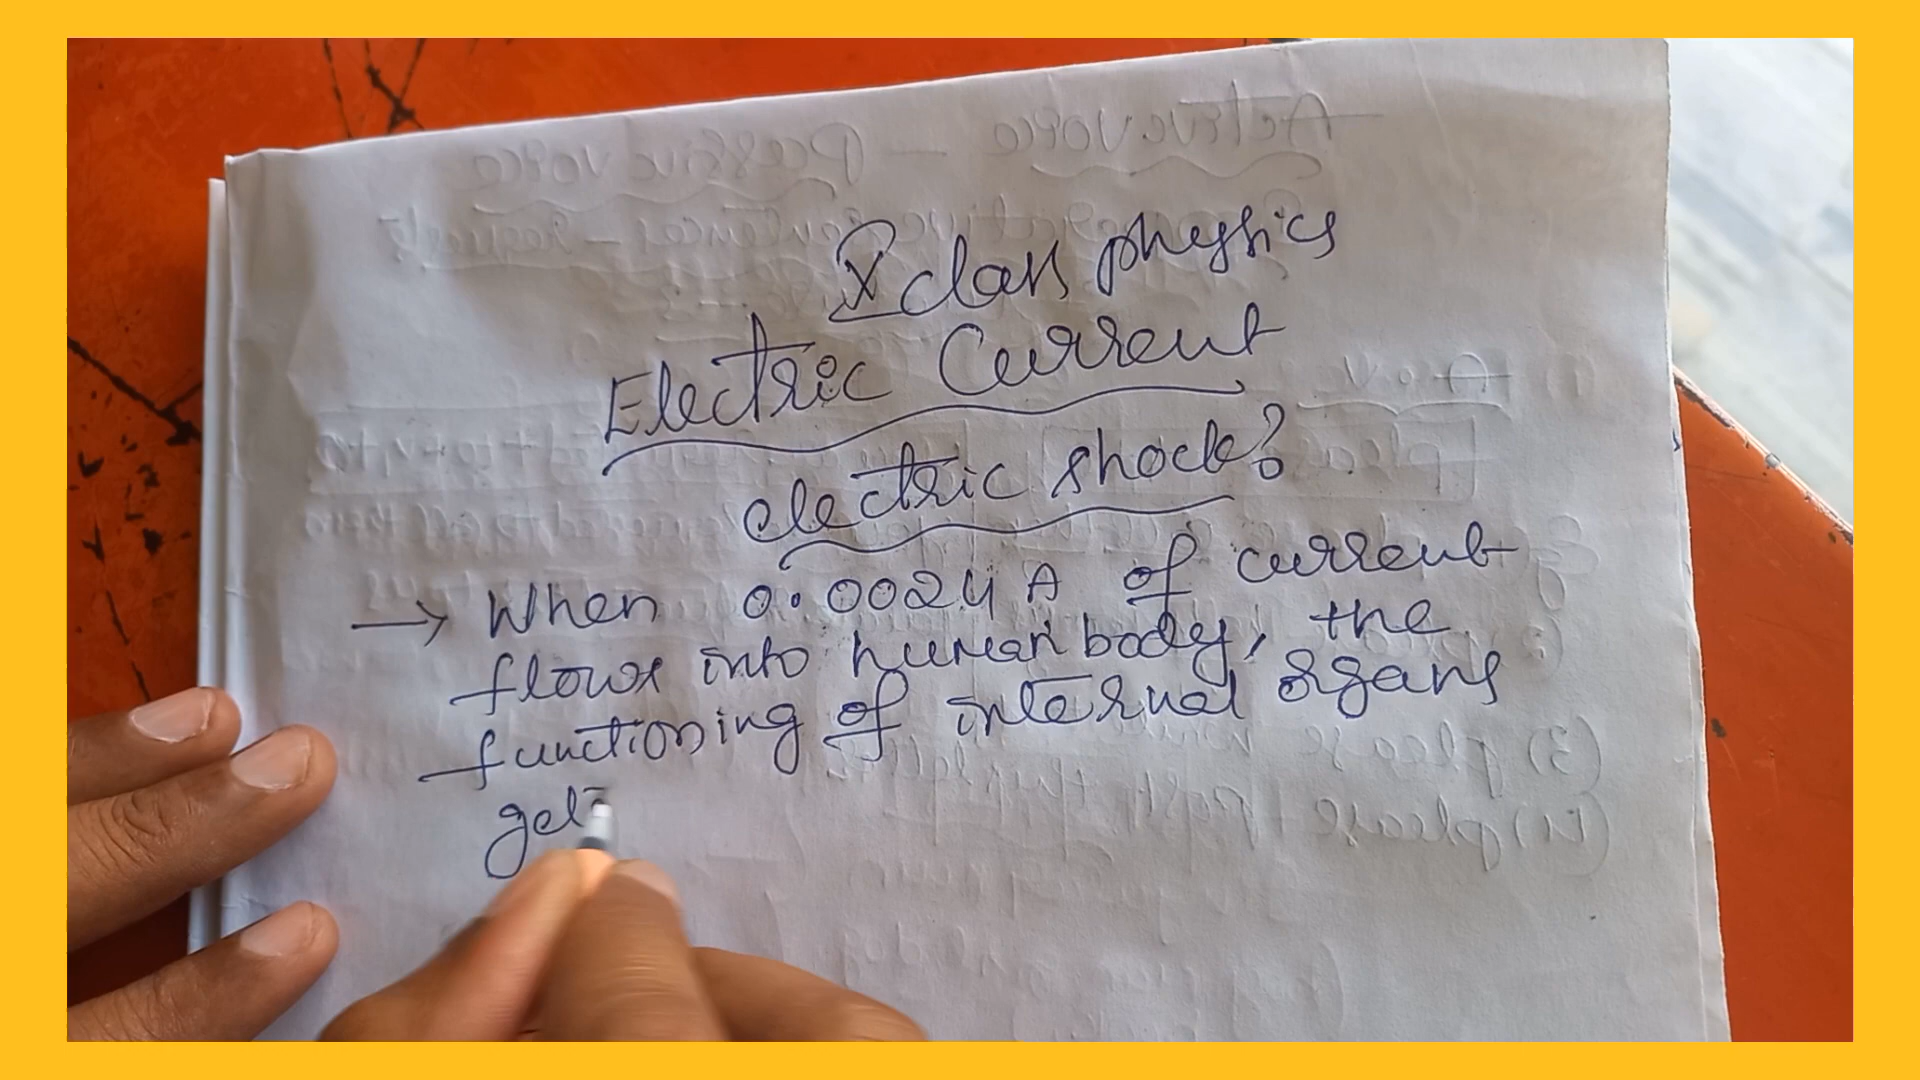 X class physics
Electric Current
electric shock?
→ When 0.0024 A of current
flows into human body, the
functioning of internal organs
get